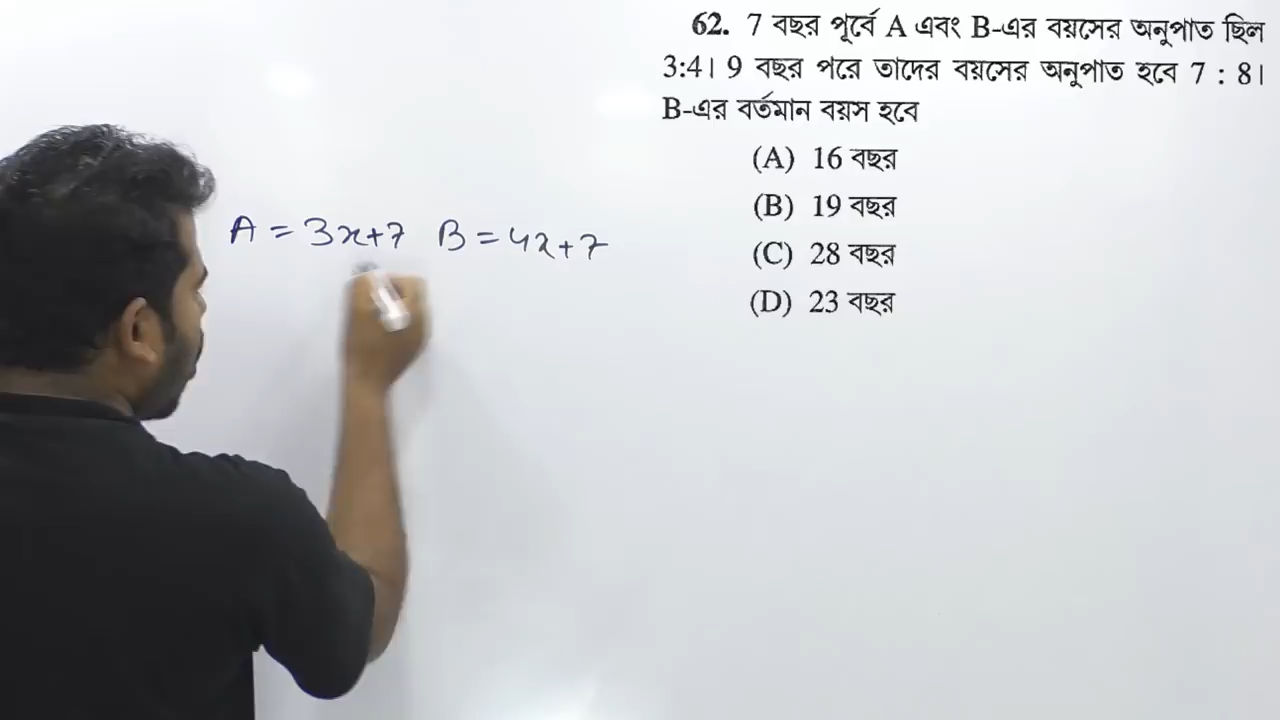 62. 7 বছর পূর্বে A এবং B-এর বয়সের অনুপাত ছিল
3:4। 9 বছর পরে তাদের বয়সের অনুপাত হবে 7 : 8।
B-এর বর্তমান বয়স হবে
(A) 16 বছর
(B) 19 বছর
(C) 28 বছর
(D) 23 বছর
A = 3x+7 B = 4x+7